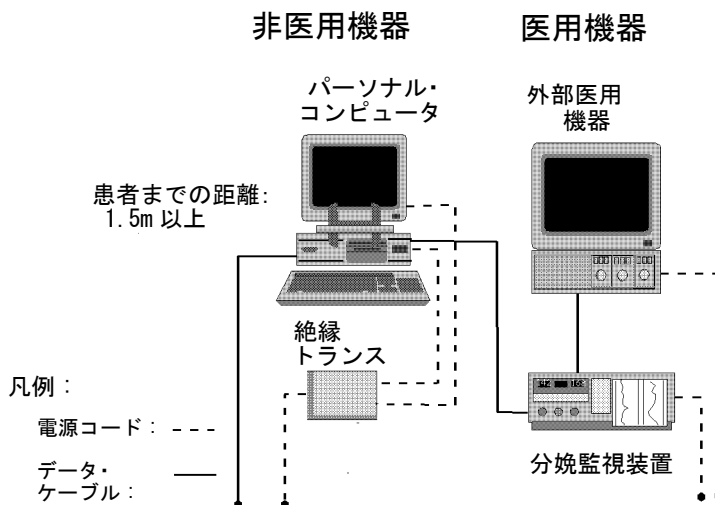 非医用機器
医用機器
パーソナル・
コンピュータ
外部医用
機器
患者までの距離:
1.5m 以上
絶縁
トランス
凡例：
電源コード：
データ・
ケーブル：
分娩監視装置